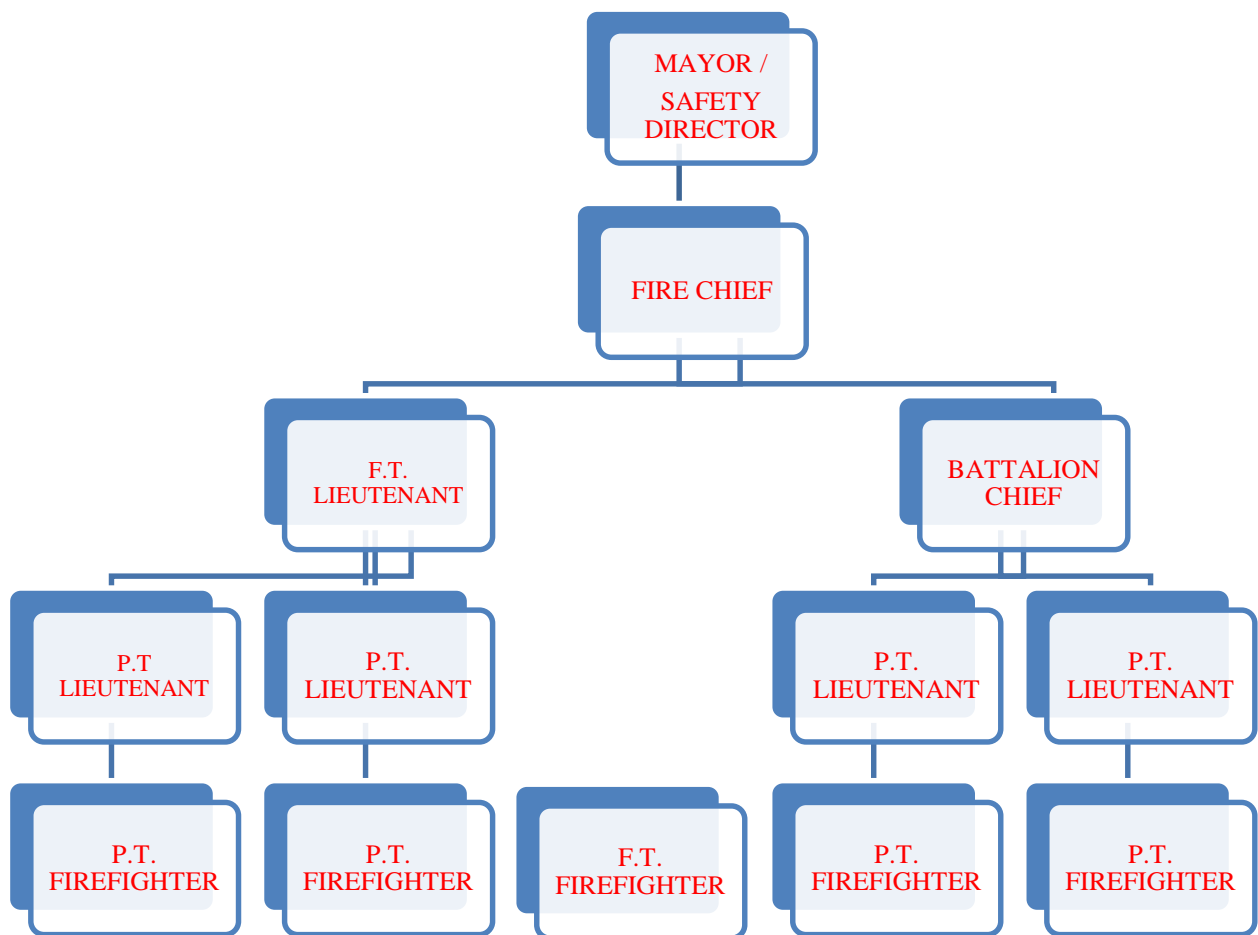 MAYOR /
SAFETY
DIRECTOR
FIRE CHIEF
F.T.
LIEUTENANT
BATTALION
CHIEF
P.T
LIEUTENANT
P.T.
LIEUTENANT
P.T.
LIEUTENANT
P.T.
LIEUTENANT
P.T.
FIREFIGHTER
P.T.
FIREFIGHTER
F.T.
FIREFIGHTER
P.T.
FIREFIGHTER
P.T.
FIREFIGHTER